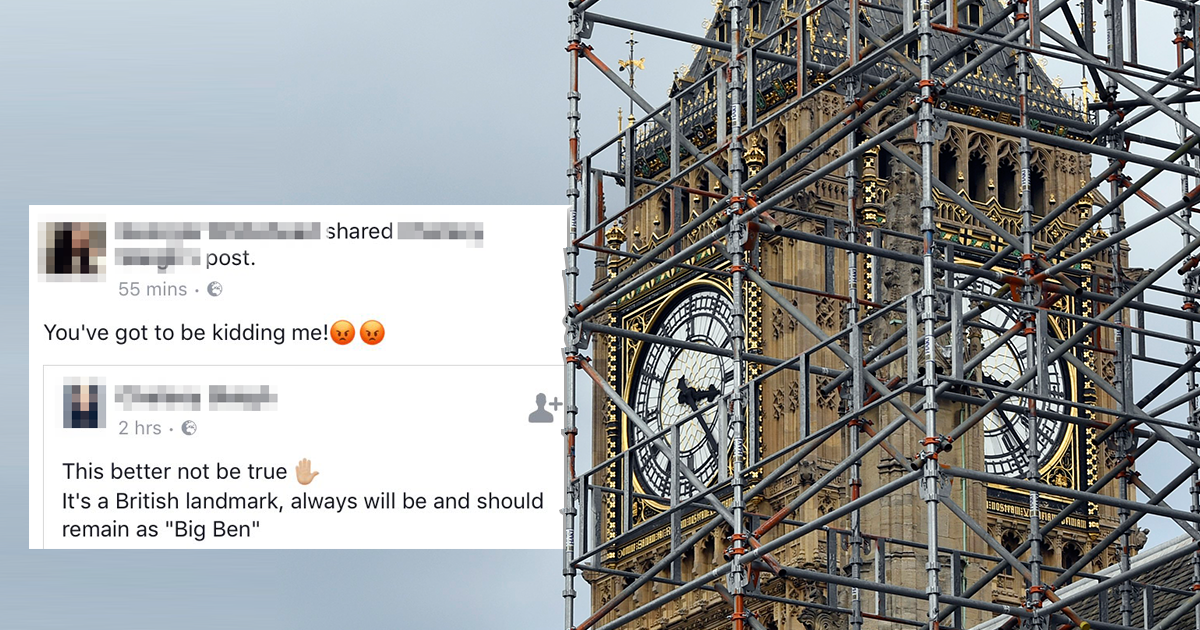 shared
post.
55 mins ·
You've got to be kidding me!😡😡
2 hrs ·
This better not be true ✋🏼
It's a British landmark, always will be and should
remain as "Big Ben"